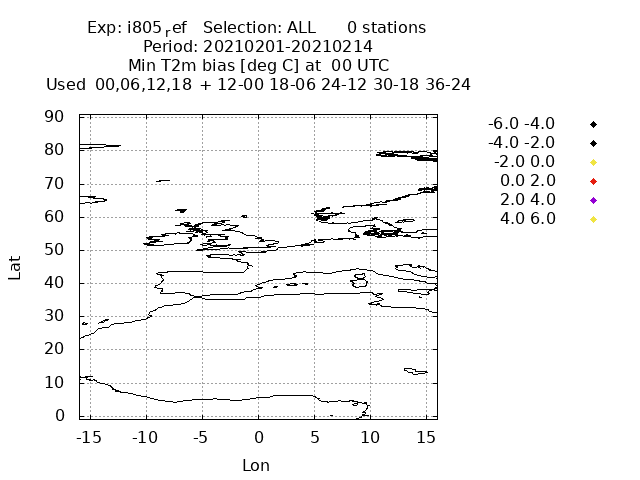 Exp: i805ref Selection: ALL 0 stations
Period: 20210201-20210214
Min T2m bias [deg C] at 00 UTC
Used 00,06,12,18 + 12-00 18-06 24-12 30-18 36-24
90
80
70
60
50
40
30
20
10
0
-15 -10 -5 0 5 10 15
Lat
Lon
-6.0 -4.0
-4.0 -2.0
-2.0 0.0
0.0 2.0
2.0 4.0
4.0 6.0